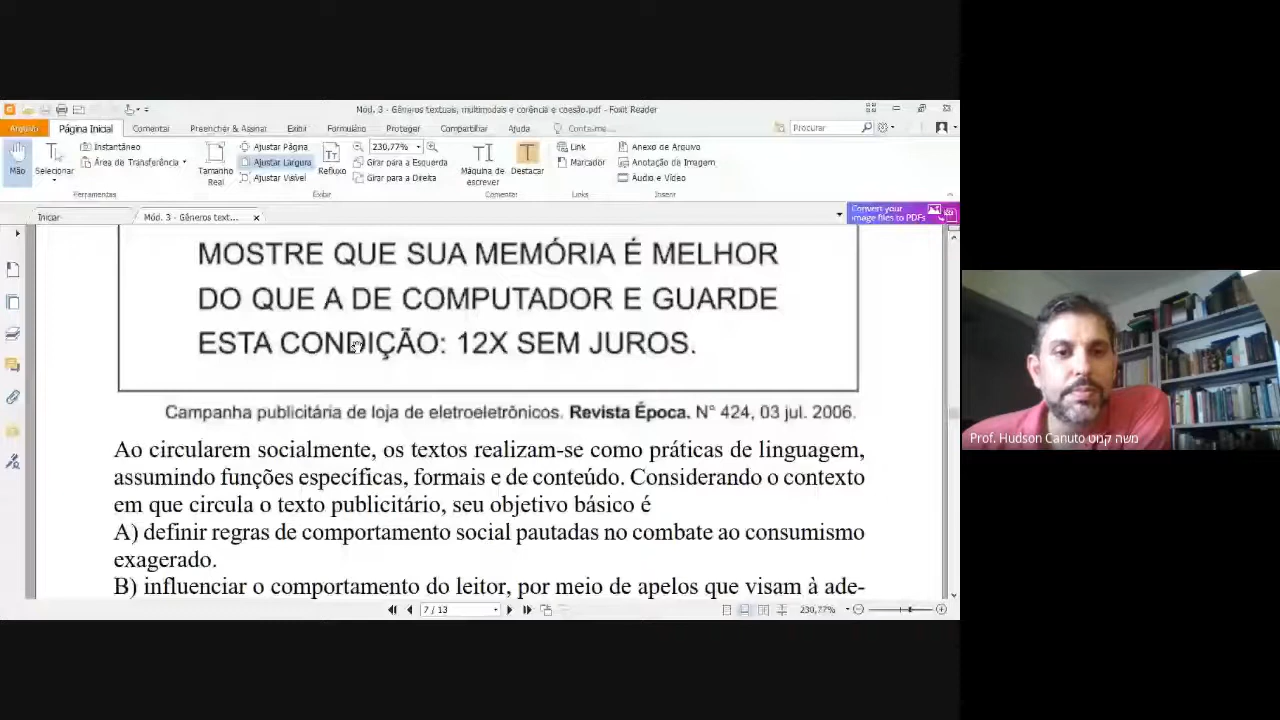 Mód. 3 - Gêneros textuais, multimodais e corência e coesão.pdf - Foxit Reader
Arquivo Página Inicial Comentar Preencher & Assinar Exibir Formulário Proteger Compartilhar Ajuda Conta-me... Procurar
Mão
Selecionar
Instantâneo
Área de Transferência
Ferramentas
Tamanho Real
Ajustar Página
Ajustar Largura
Ajustar Visível
Refluxo
230,77%
Girar para a Esquerda
Girar para a Direita
Exibir
Máquina de escrever
Destacar
Comentar
Link
Marcador
Links
Anexo de Arquivo
Anotação de Imagem
Áudio e Vídeo
Inserir
Iniciar
Mód. 3 - Gêneros text...
Convert your
image files to PDFs
MOSTRE QUE SUA MEMÓRIA É MELHOR
DO QUE A DE COMPUTADOR E GUARDE
ESTA CONDIÇÃO: 12X SEM JUROS.
Campanha publicitária de loja de eletroeletrônicos. Revista Época. N° 424, 03 jul. 2006.
Ao circularem socialmente, os textos realizam-se como práticas de linguagem,
assumindo funções específicas, formais e de conteúdo. Considerando o contexto
em que circula o texto publicitário, seu objetivo básico é
A) definir regras de comportamento social pautadas no combate ao consumismo
exagerado.
B) influenciar o comportamento do leitor, por meio de apelos que visam à ade-
7 / 13
230,77%
Prof. Hudson Canuto משה קנוט